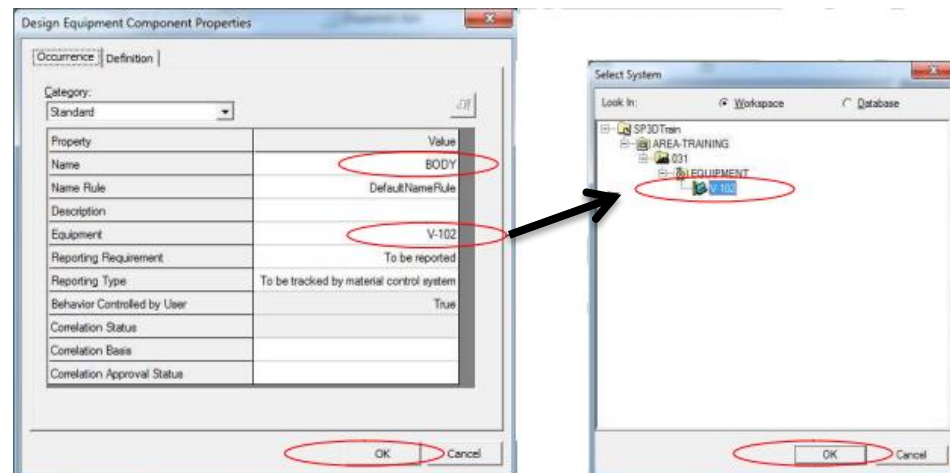 Design Equipment Component Properties
Occurrence Definition
Category:
Standard
Property Value
Name BODY
Name Rule DefaultNameRule
Description
Equipment V-102
Reporting Requirement To be reported
Reporting Type To be tracked by material control system
Behavior Controlled by User True
Correlation Status
Correlation Basis
Correlation Approval Status
OK Cancel
Select System
Look In: Workspace Database
SP3DTrain
AREA-TRAINING
031
EQUIPMENT
V-102
OK Cancel